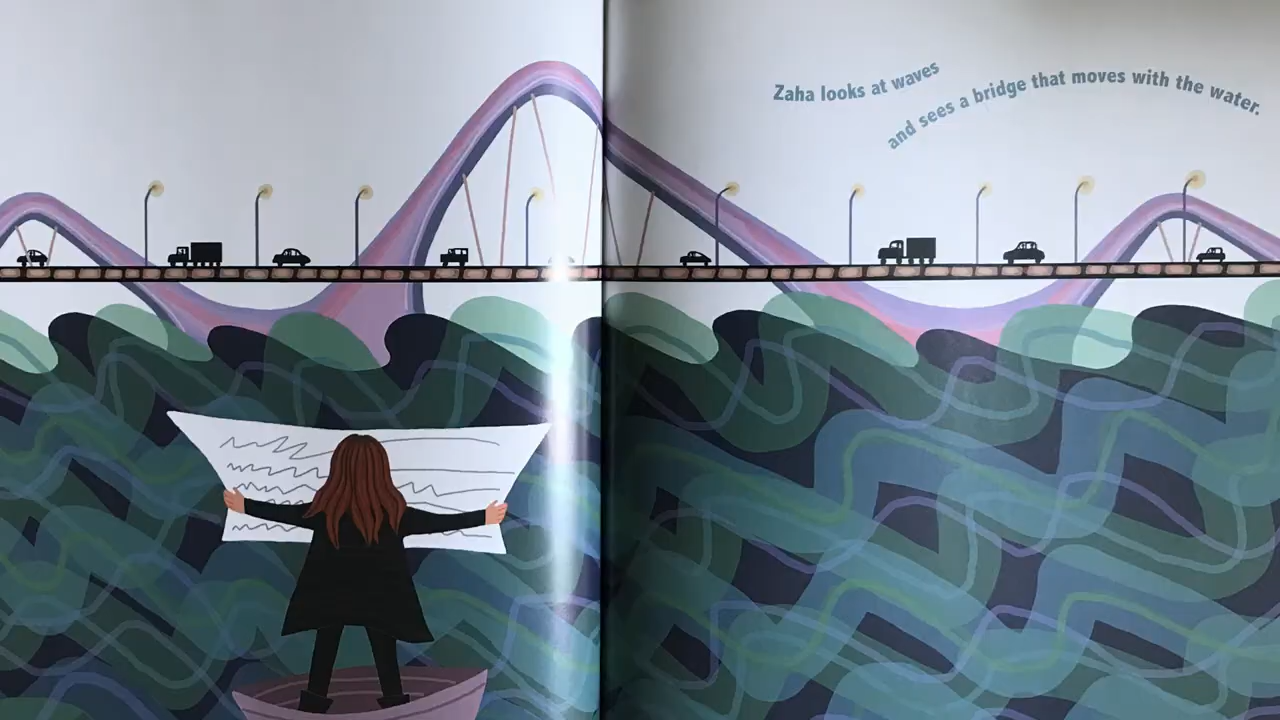 Zaha looks at waves
and sees a bridge that moves with the water.